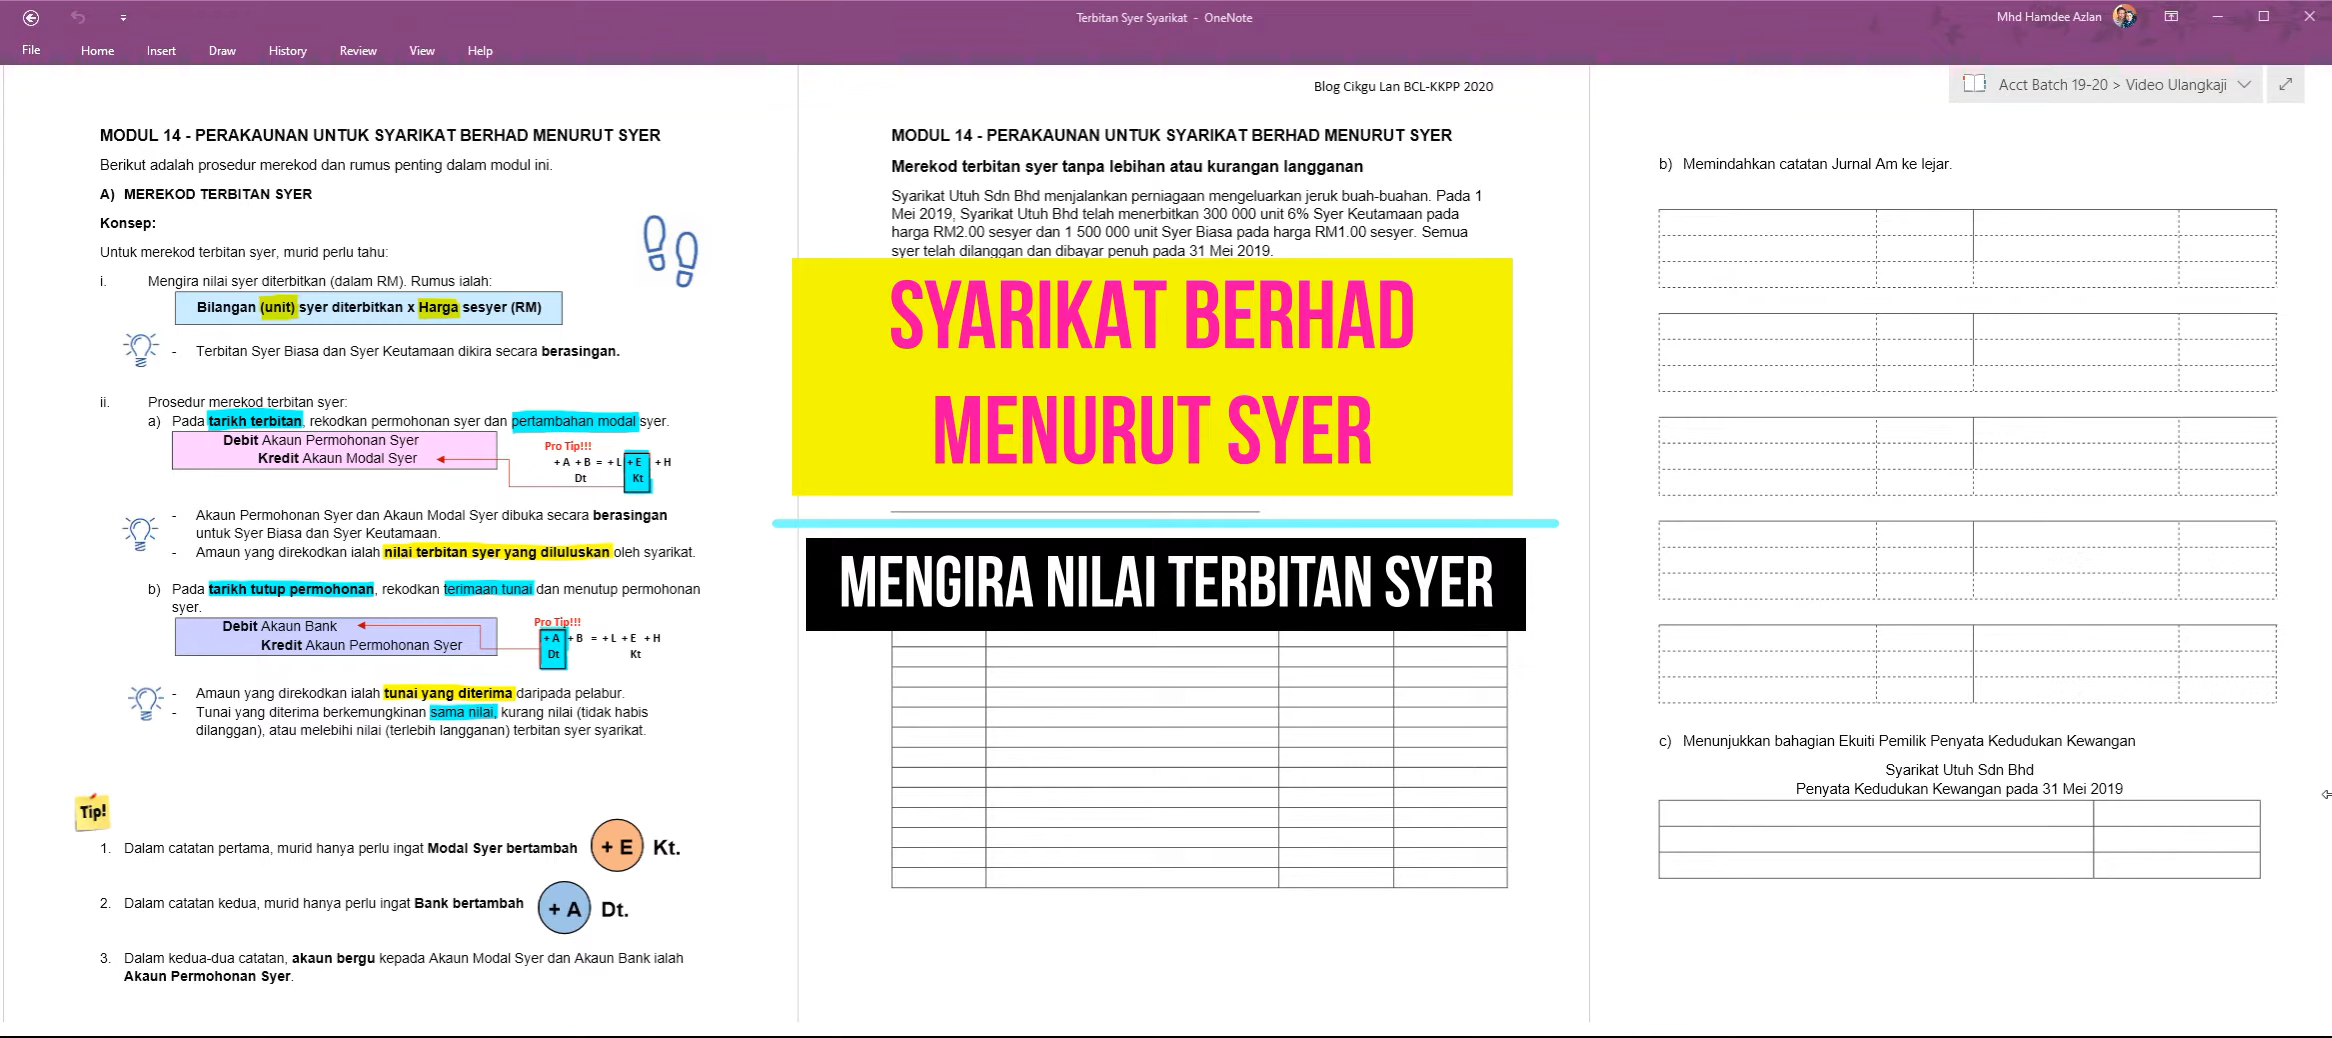 Terbitan Syer Syarikat - OneNote
Mhd Hamdee Azlan
File Home Insert Draw History Review View Help
Acct Batch 19-20 > Video Ulangkaji
MODUL 14 - PERAKAUNAN UNTUK SYARIKAT BERHAD MENURUT SYER
Berikut adalah prosedur merekod dan rumus penting dalam modul ini.
A) MEREKOD TERBITAN SYER
Konsep:
Untuk merekod terbitan syer, murid perlu tahu:
i. Mengira nilai syer diterbitkan (dalam RM). Rumus ialah:
Bilangan (unit) syer diterbitkan x Harga sesyer (RM)
- Terbitan Syer Biasa dan Syer Keutamaan dikira secara berasingan.
ii. Prosedur merekod terbitan syer:
a) Pada tarikh terbitan, rekodkan permohonan syer dan pertambahan modal syer.
Debit Akaun Permohonan Syer
Kredit Akaun Modal Syer
Pro Tip!!!
+ A + B = + L + E + H
Dt Kt
- Akaun Permohonan Syer dan Akaun Modal Syer dibuka secara berasingan
untuk Syer Biasa dan Syer Keutamaan.
- Amaun yang direkodkan ialah nilai terbitan syer yang diluluskan oleh syarikat.
b) Pada tarikh tutup permohonan, rekodkan terimaan tunai dan menutup permohonan
syer.
Debit Akaun Bank
Kredit Akaun Permohonan Syer
Pro Tip!!!
+ A + B = + L + E + H
Dt Kt
- Amaun yang direkodkan ialah tunai yang diterima daripada pelabur.
- Tunai yang diterima berkemungkinan sama nilai, kurang nilai (tidak habis
dilanggan), atau melebihi nilai (terlebih langganan) terbitan syer syarikat.
Tip!
1. Dalam catatan pertama, murid hanya perlu ingat Modal Syer bertambah + E Kt.
2. Dalam catatan kedua, murid hanya perlu ingat Bank bertambah + A Dt.
3. Dalam kedua-dua catatan, akaun bergu kepada Akaun Modal Syer dan Akaun Bank ialah
Akaun Permohonan Syer.
Blog Cikgu Lan BCL-KKPP 2020
MODUL 14 - PERAKAUNAN UNTUK SYARIKAT BERHAD MENURUT SYER
Merekod terbitan syer tanpa lebihan atau kurangan langganan
Syarikat Utuh Sdn Bhd menjalankan perniagaan mengeluarkan jeruk buah-buahan. Pada 1
Mei 2019, Syarikat Utuh Bhd telah menerbitkan 300 000 unit 6% Syer Keutamaan pada
harga RM2.00 sesyer dan 1 500 000 unit Syer Biasa pada harga RM1.00 sesyer. Semua
syer telah dilanggan dan dibayar penuh pada 31 Mei 2019.
SYARIKAT BERHAD
MENURUT SYER
MENGIRA NILAI TERBITAN SYER
b) Memindahkan catatan Jurnal Am ke lejar.
c) Menunjukkan bahagian Ekuiti Pemilik Penyata Kedudukan Kewangan
Syarikat Utuh Sdn Bhd
Penyata Kedudukan Kewangan pada 31 Mei 2019